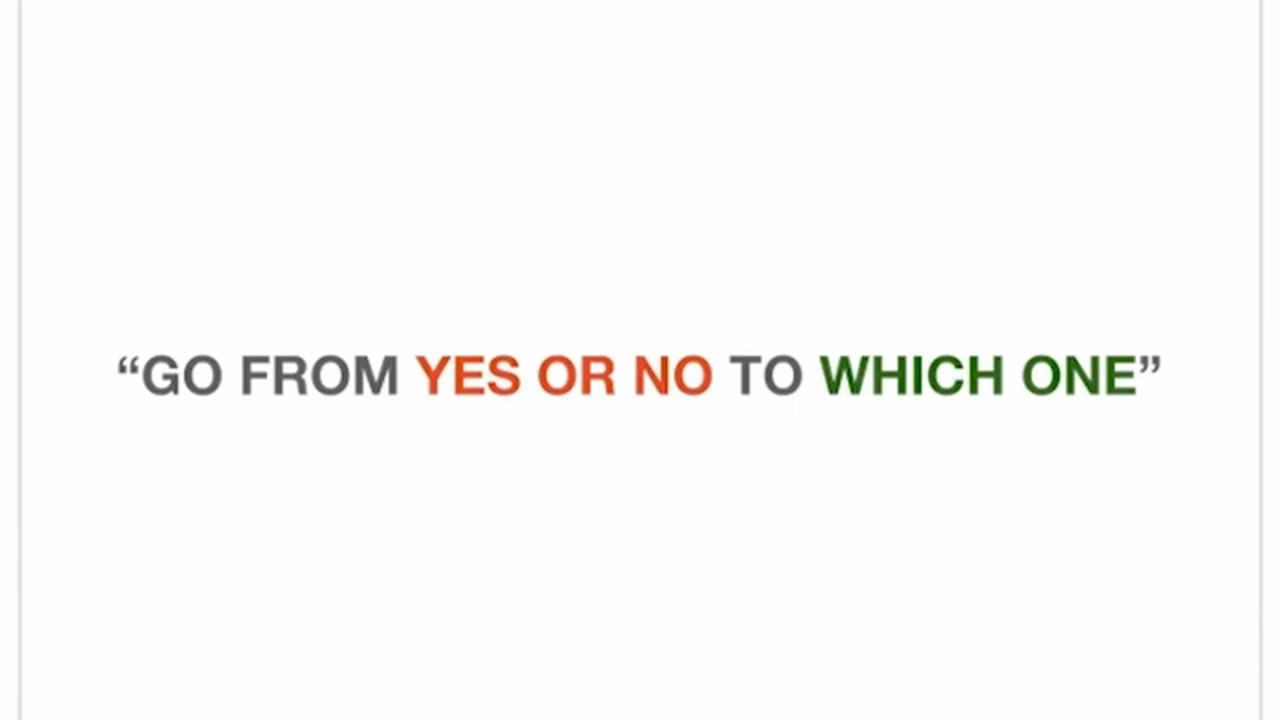 “GO FROM YES OR NO TO WHICH ONE”